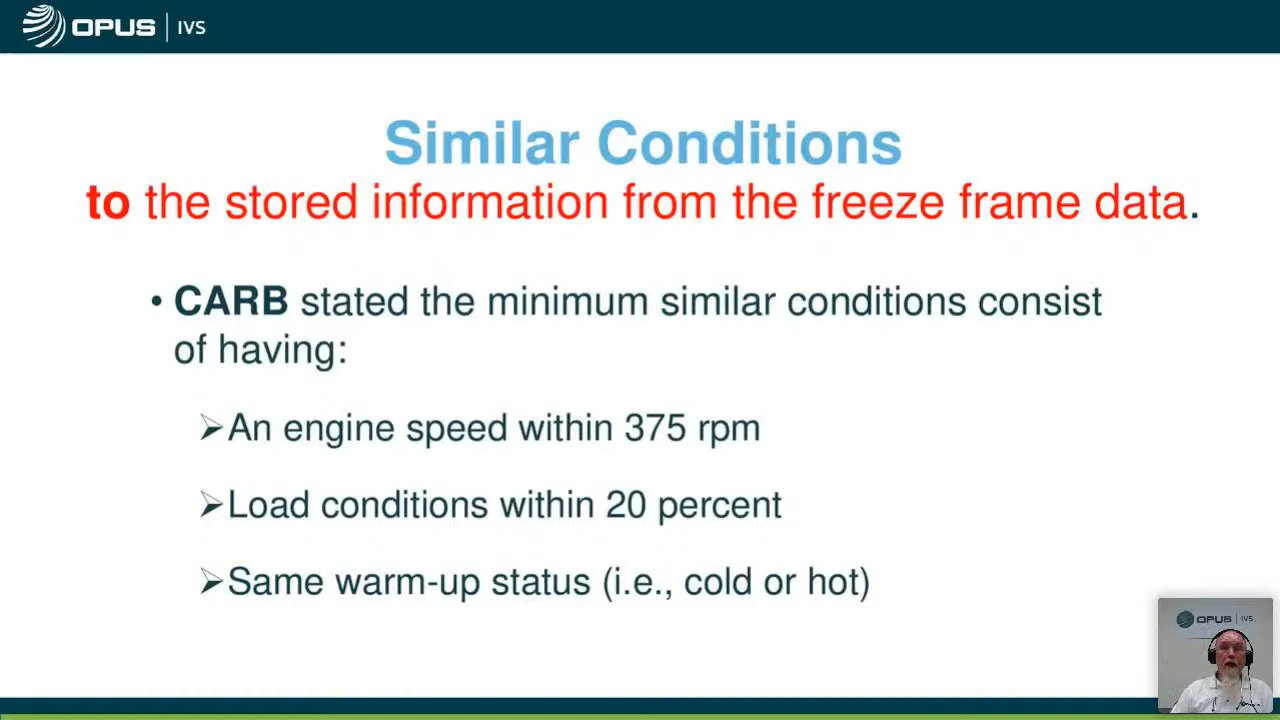 OPUS | IVS
Similar Conditions
to the stored information from the freeze frame data.
• CARB stated the minimum similar conditions consist
of having:
➢An engine speed within 375 rpm
➢Load conditions within 20 percent
➢Same warm-up status (i.e., cold or hot)
OPUS | IVS